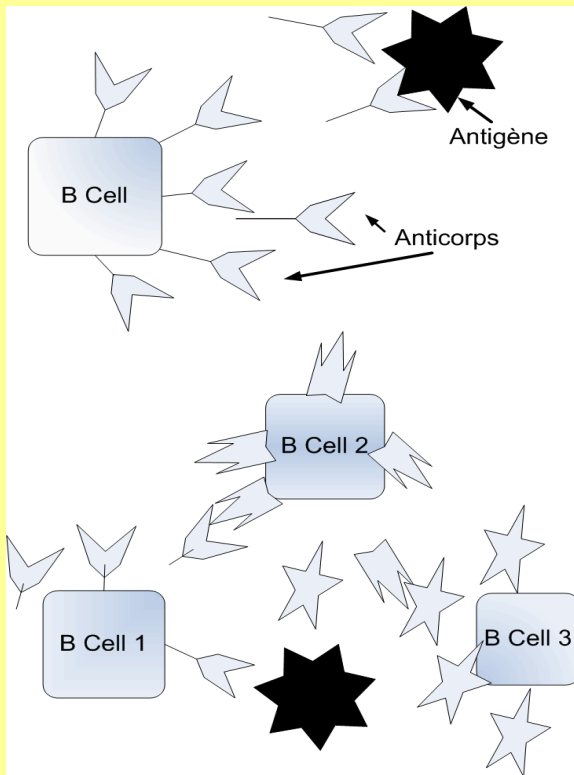 Antigène
B Cell
Anticorps
B Cell 2
B Cell 1
B Cell 3